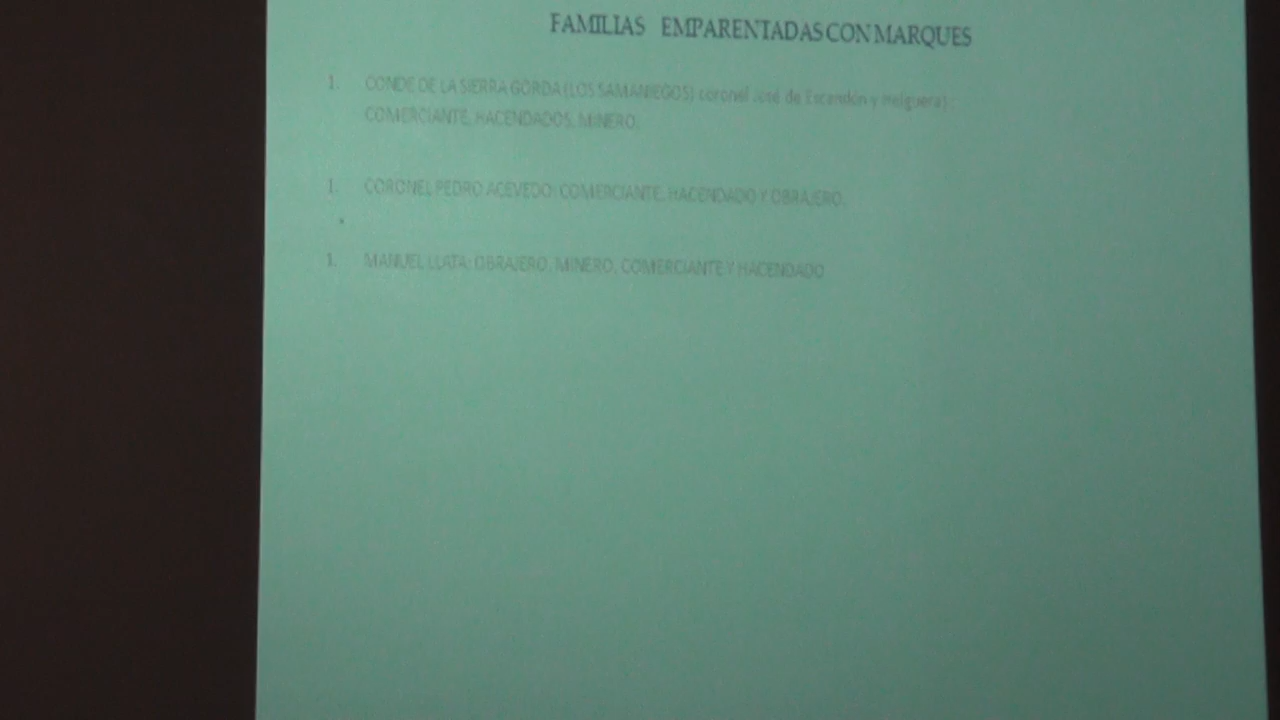 FAMILIAS EMPARENTADAS CON MARQUES
1. CONDE DE LA SIERRA GORDA (LOS SAMANIEGOS) coronel José de Escandón y Helguera) :
COMERCIANTE, HACENDADOS, MINERO.
1. CORONEL PEDRO ACEVEDO: COMERCIANTE, HACENDADO Y OBRAJERO.
1. MANUEL LLATA: OBRAJERO, MINERO, COMERCIANTE Y HACENDADO